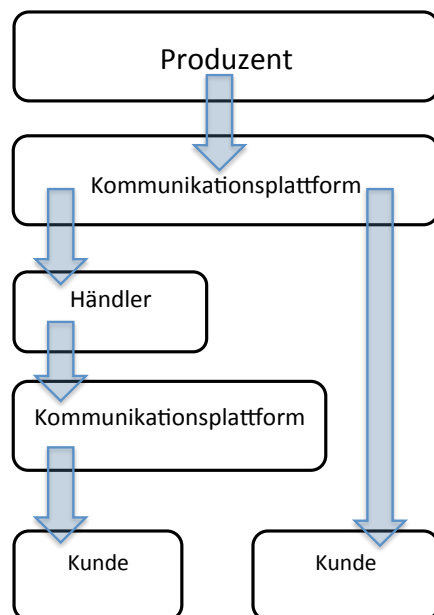 Produzent
Kommunikationsplattform
Händler
Kommunikationsplattform
Kunde
Kunde